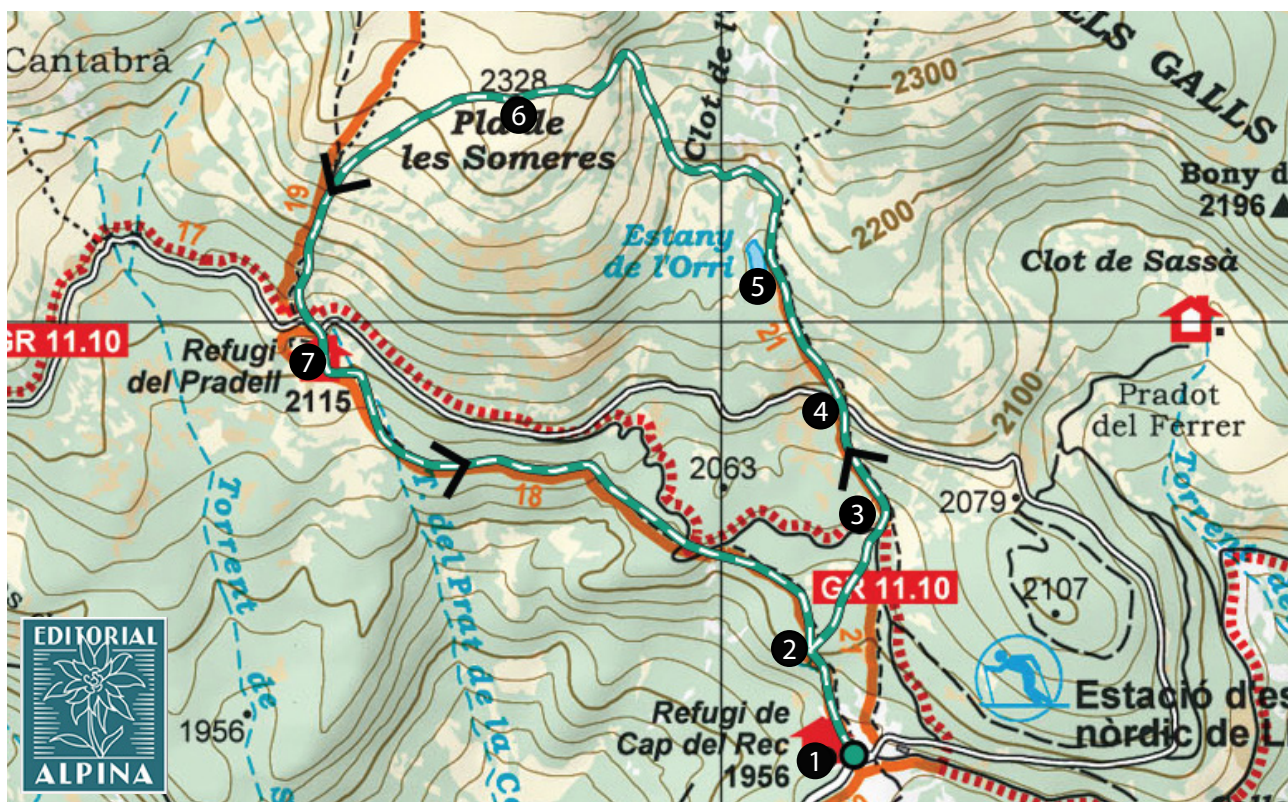 Cantabrà
2328
6
Pla de
les Someres
Clot de l'
2300
ELS GALLS
19
17
Estany
de l'Orri
5
2200
Bony d
2196
Clot de Sassà
GR 11.10
Refugi
del Pradell
2115
7
21
4
2100
Pradot
del Ferrer
18
2063
2079
3
GR 11.10
2107
Torrent de
T. del Prat de la Co
Torren
2
21
Estació d'es
nòrdic de L
1956
Refugi de
Cap del Rec
1956
1
EDITORIAL
ALPINA